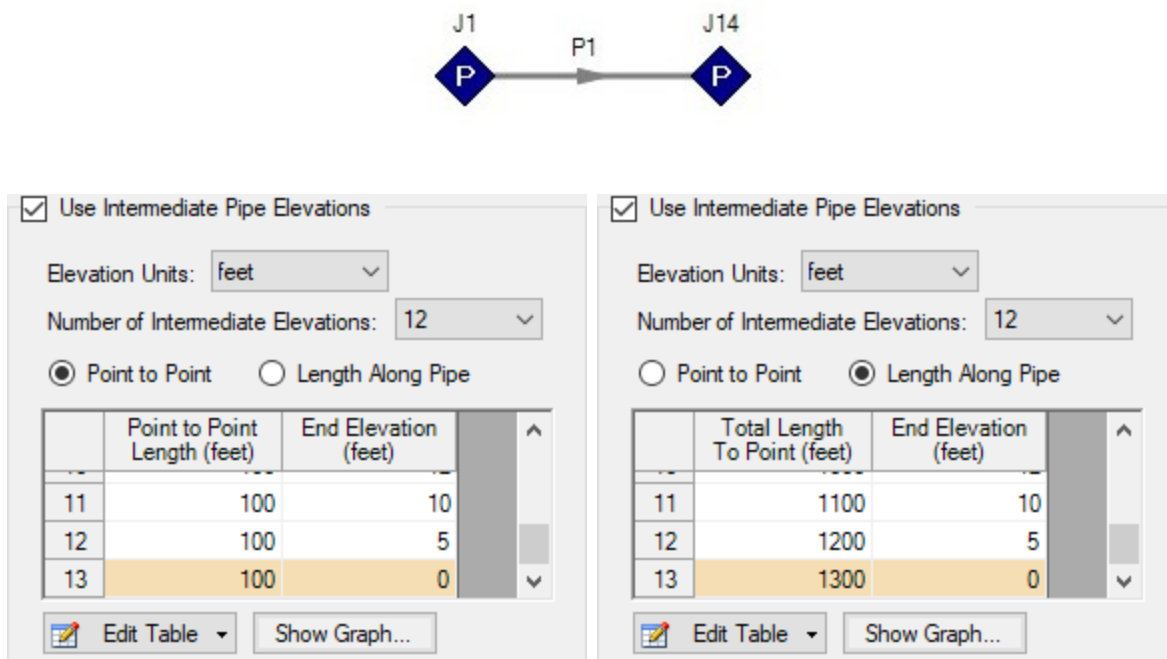 J1
J14
P1
P
P
Use Intermediate Pipe Elevations
Elevation Units: feet
Number of Intermediate Elevations: 12
Point to Point Length Along Pipe
Point to Point End Elevation
Length (feet) (feet)
11 100 10
12 100 5
13 100 0
Edit Table Show Graph...
Use Intermediate Pipe Elevations
Elevation Units: feet
Number of Intermediate Elevations: 12
Point to Point Length Along Pipe
Total Length End Elevation
To Point (feet) (feet)
11 1100 10
12 1200 5
13 1300 0
Edit Table Show Graph...